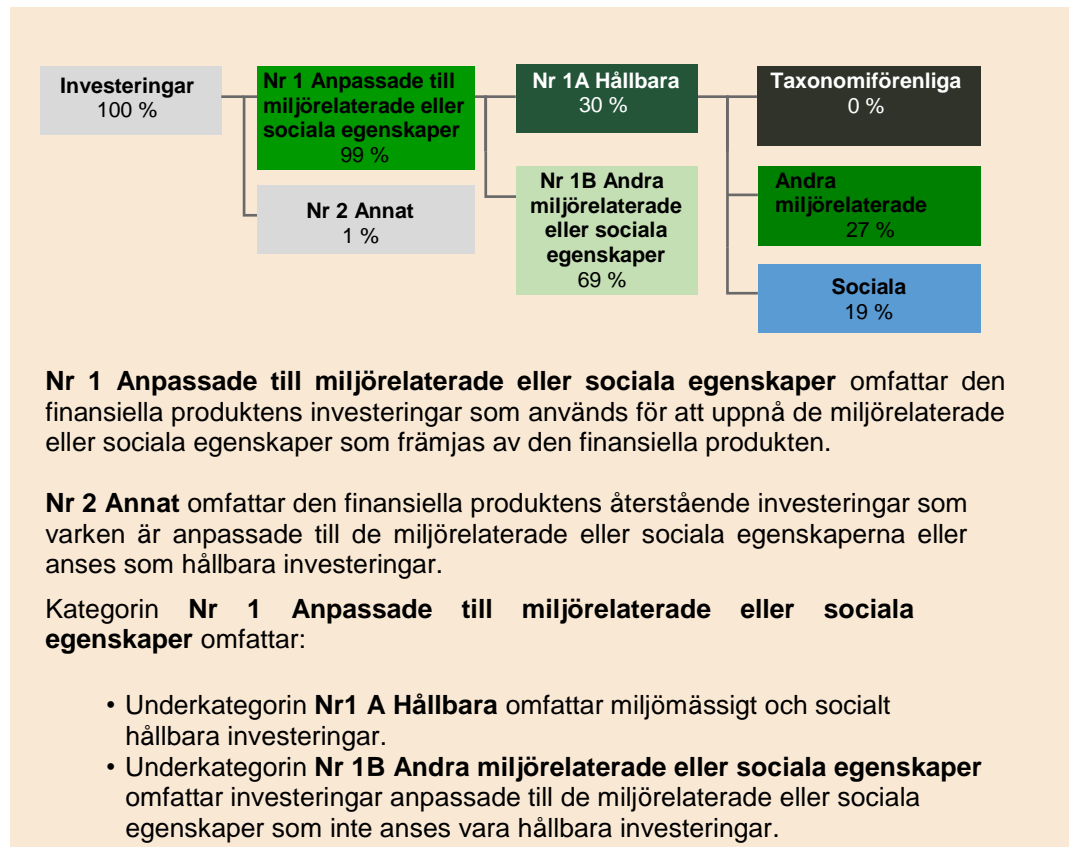 Investeringar
100 %
Nr 1 Anpassade till
miljörelaterade eller
sociala egenskaper
99 %
Nr 2 Annat
1 %
Nr 1A Hållbara
30 %
Nr 1B Andra
miljörelaterade
eller sociala
egenskaper
69 %
Taxonomiförenliga
0 %
Andra
miljörelaterade
27 %
Sociala
19 %
Nr 1 Anpassade till miljörelaterade eller sociala egenskaper omfattar den
finansiella produktens investeringar som används för att uppnå de miljörelaterade
eller sociala egenskaper som främjas av den finansiella produkten.
Nr 2 Annat omfattar den finansiella produktens återstående investeringar som
varken är anpassade till de miljörelaterade eller sociala egenskaperna eller
anses som hållbara investeringar.
Kategorin Nr 1 Anpassade till miljörelaterade eller sociala
egenskaper omfattar:
• Underkategorin Nr1 A Hållbara omfattar miljömässigt och socialt
hållbara investeringar.
• Underkategorin Nr 1B Andra miljörelaterade eller sociala egenskaper
omfattar investeringar anpassade till de miljörelaterade eller sociala
egenskaper som inte anses vara hållbara investeringar.